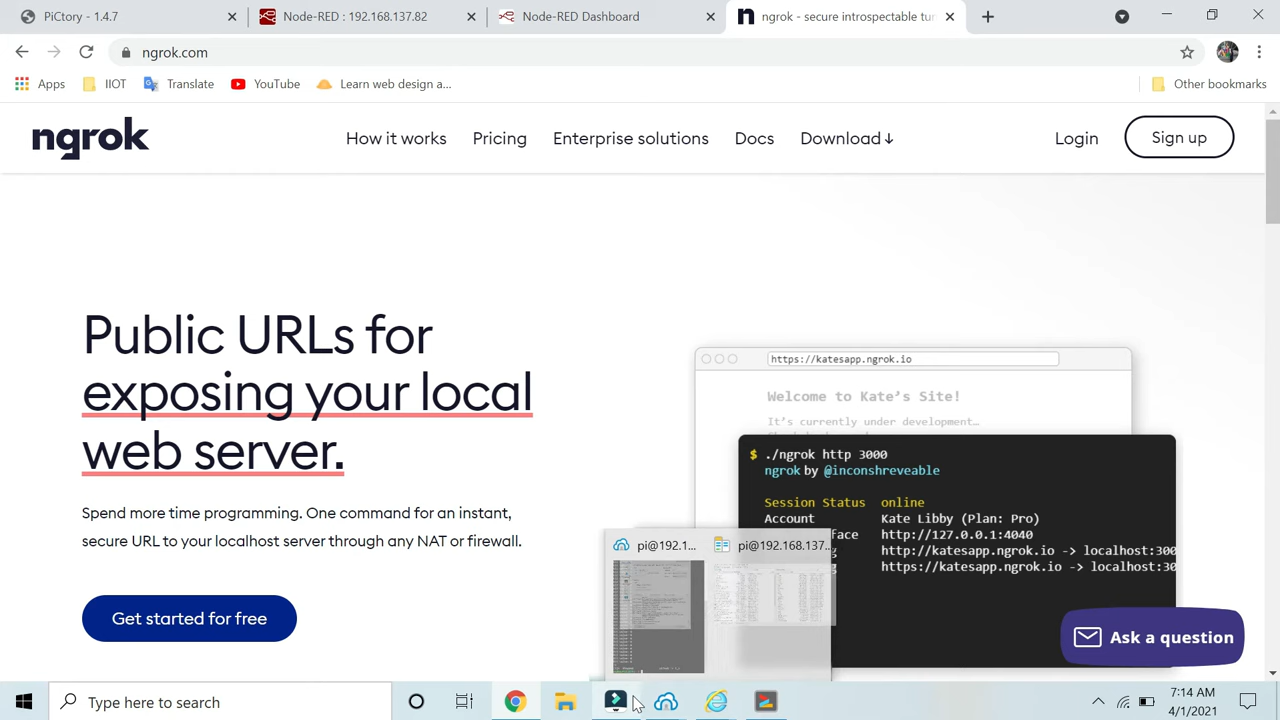 PiCtory - 1.4.7
Node-RED : 192.168.137.82
Node-RED Dashboard
ngrok - secure introspectable tur
ngrok.com
Apps
IIOT
Translate
YouTube
Learn web design a...
Other bookmarks
ngrok
How it works
Pricing
Enterprise solutions
Docs
Download ↓
Login
Sign up
Public URLs for
exposing your local
web server.
Spend more time programming. One command for an instant,
secure URL to your localhost server through any NAT or firewall.
Get started for free
https://katesapp.ngrok.io
Welcome to Kate's Site!
It's currently under development…
$ ./ngrok http 3000
ngrok by @inconshreveable
Session Status online
Account Kate Libby (Plan: Pro)
face http://127.0.0.1:4040
http://katesapp.ngrok.io -> localhost:300
https://katesapp.ngrok.io -> localhost:30
pi@192.1...
pi@192.168.137...
Ask a question
Type here to search
7:14 AM
4/1/2021